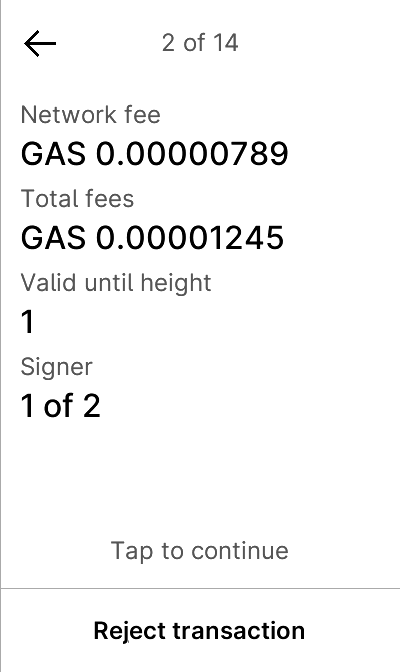 2 of 14
Network fee
GAS 0.00000789
Total fees
GAS 0.00001245
Valid until height
1
Signer
1 of 2
Tap to continue
Reject transaction